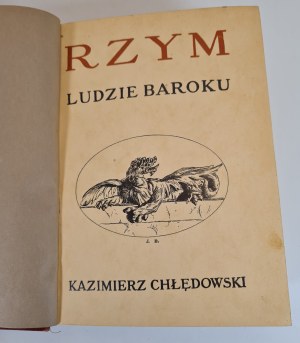 RZYM
LUDZIE BAROKU
J. B.
KAZIMIERZ CHŁĘDOWSKI